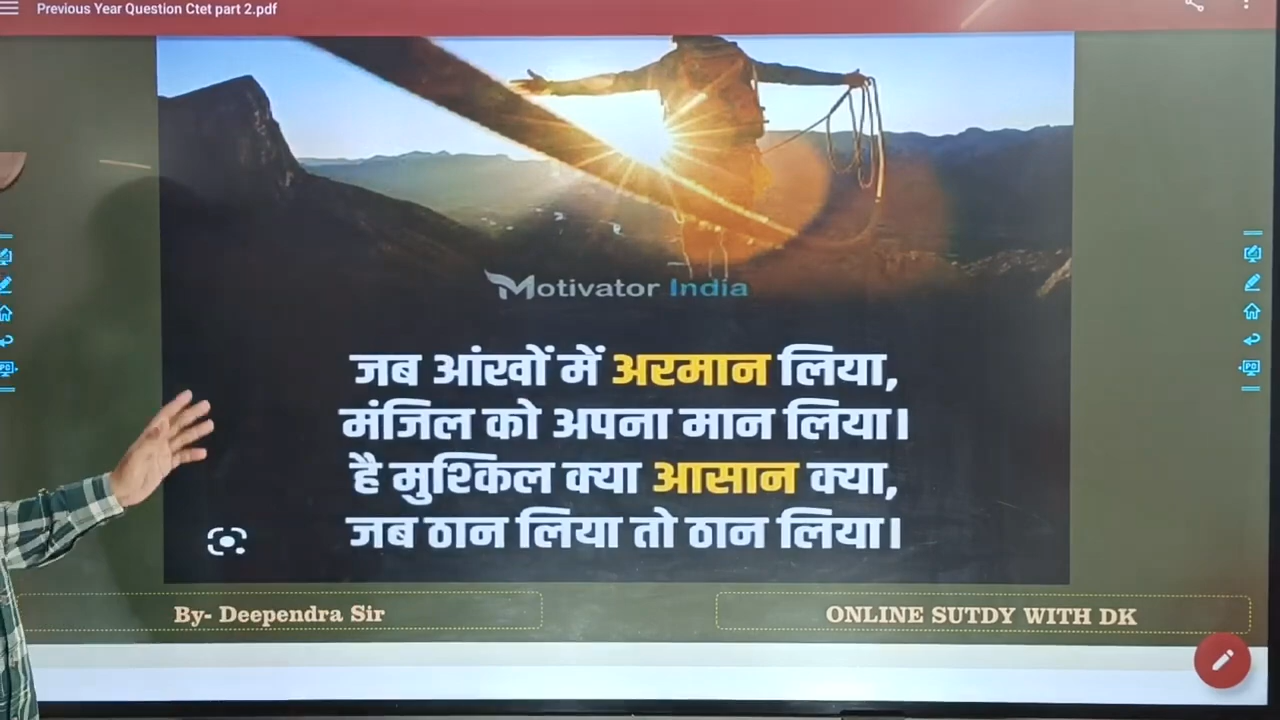 Previous Year Question Ctet part 2.pdf
Motivator India
जब आंखों में अरमान लिया,
मंजिल को अपना मान लिया।
है मुश्किल क्या आसान क्या,
जब ठान लिया तो ठान लिया।
By- Deependra Sir
ONLINE SUTDY WITH DK